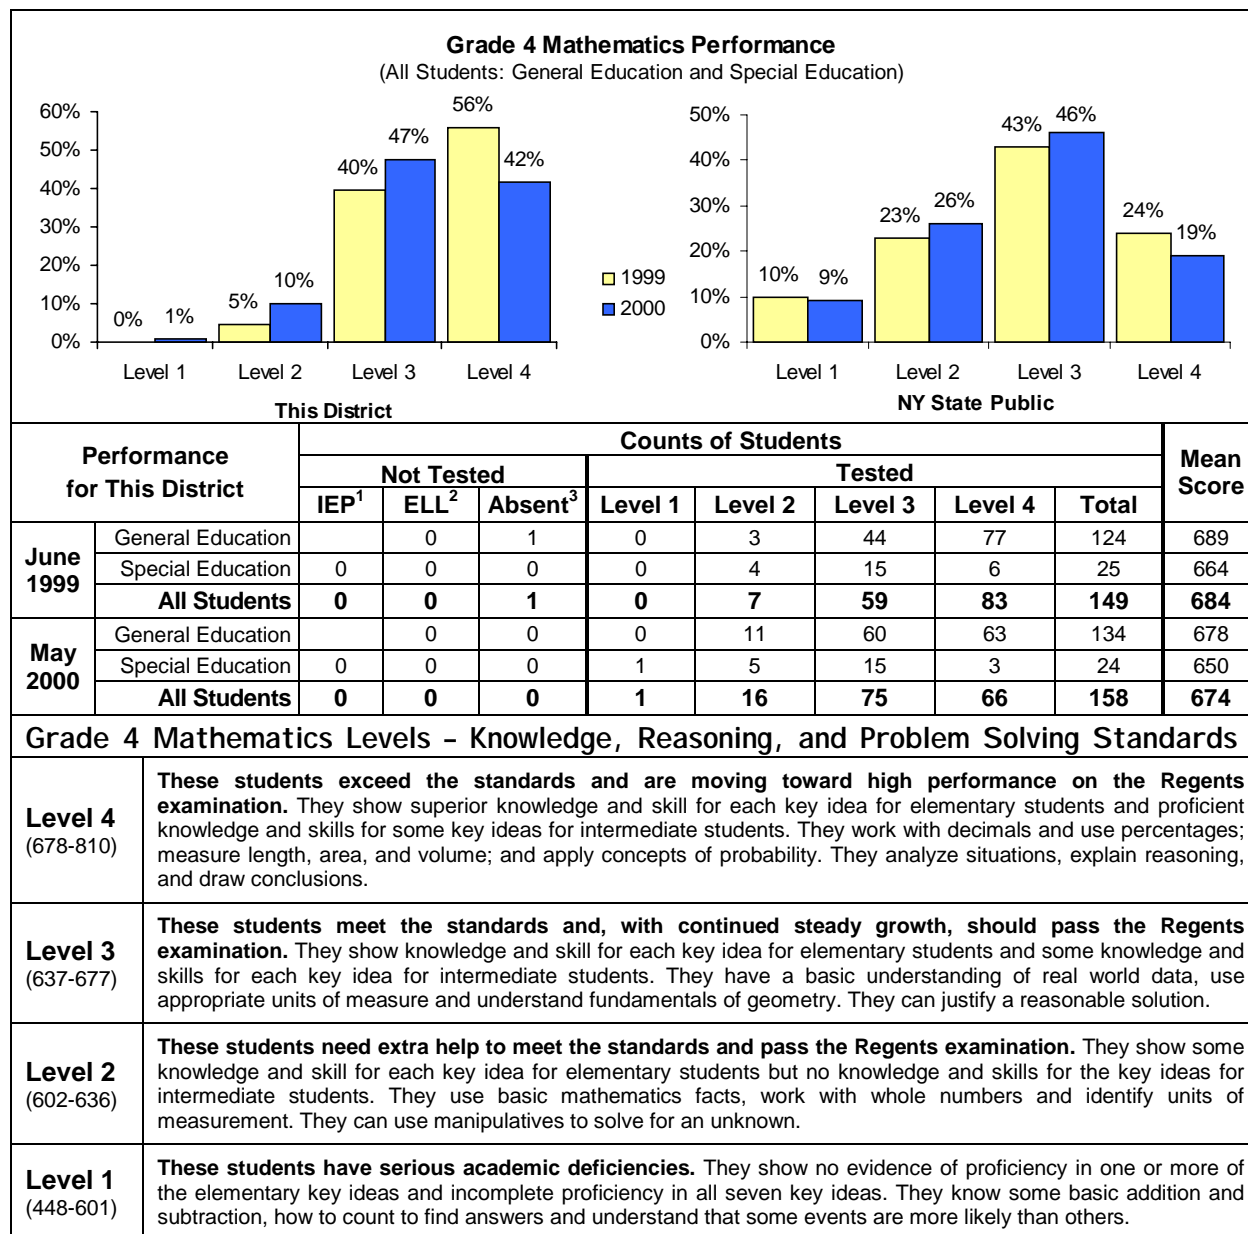 Grade 4 Mathematics Performance
(All Students: General Education and Special Education)
60%
50%
40%
30%
20%
10%
0%
0%
1%
5%
10%
40%
47%
56%
42%
Level 1
Level 2
Level 3
Level 4
This District
1999
2000
50%
40%
30%
20%
10%
0%
10%
9%
23%
26%
43%
46%
24%
19%
Level 1
Level 2
Level 3
Level 4
NY State Public
Performance for This District
Counts of Students
Mean Score
Not Tested
Tested
IEP1 ELL2 Absent3 Level 1 Level 2 Level 3 Level 4 Total
June 1999
General Education 0 1 0 3 44 77 124 689
Special Education 0 0 0 0 4 15 6 25 664
All Students 0 0 1 0 7 59 83 149 684
May 2000
General Education 0 0 0 11 60 63 134 678
Special Education 0 0 0 1 5 15 3 24 650
All Students 0 0 0 1 16 75 66 158 674
Grade 4 Mathematics Levels – Knowledge, Reasoning, and Problem Solving Standards
Level 4
(678-810)
These students exceed the standards and are moving toward high performance on the Regents
examination. They show superior knowledge and skill for each key idea for elementary students and proficient
knowledge and skills for some key ideas for intermediate students. They work with decimals and use percentages;
measure length, area, and volume; and apply concepts of probability. They analyze situations, explain reasoning,
and draw conclusions.
Level 3
(637-677)
These students meet the standards and, with continued steady growth, should pass the Regents
examination. They show knowledge and skill for each key idea for elementary students and some knowledge and
skills for each key idea for intermediate students. They have a basic understanding of real world data, use
appropriate units of measure and understand fundamentals of geometry. They can justify a reasonable solution.
Level 2
(602-636)
These students need extra help to meet the standards and pass the Regents examination. They show some
knowledge and skill for each key idea for elementary students but no knowledge and skills for the key ideas for
intermediate students. They use basic mathematics facts, work with whole numbers and identify units of
measurement. They can use manipulatives to solve for an unknown.
Level 1
(448-601)
These students have serious academic deficiencies. They show no evidence of proficiency in one or more of
the elementary key ideas and incomplete proficiency in all seven key ideas. They know some basic addition and
subtraction, how to count to find answers and understand that some events are more likely than others.